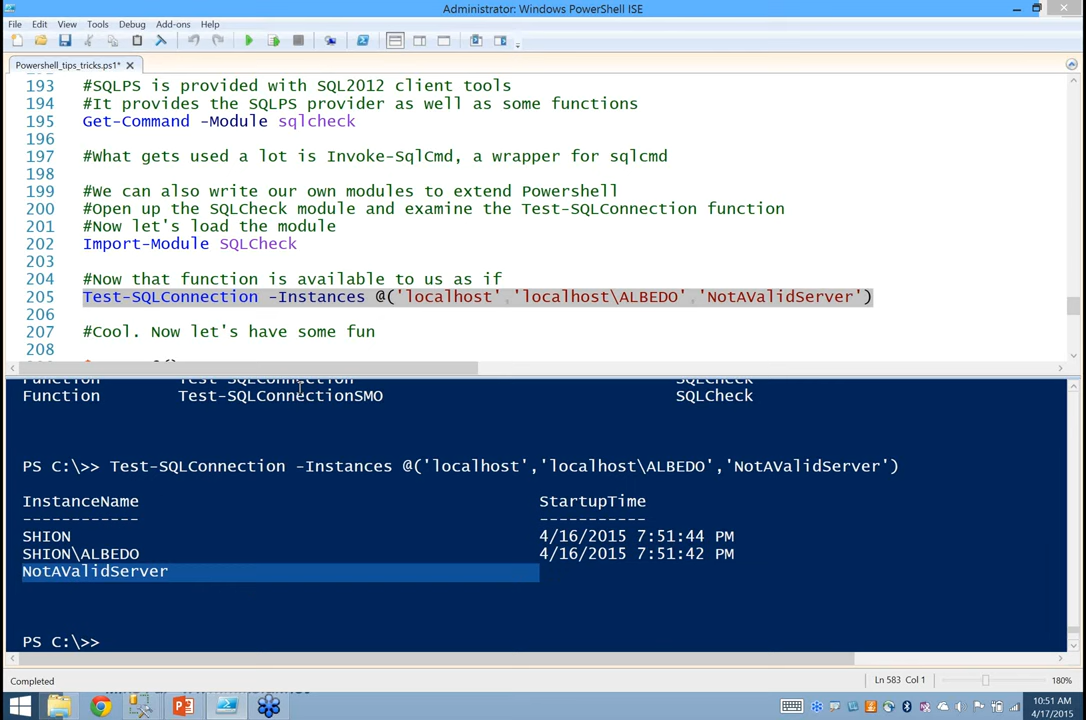 Administrator: Windows PowerShell ISE
File Edit View Tools Debug Add-ons Help
Powershell_tips_tricks.ps1*
193 #SQLPS is provided with SQL2012 client tools
194 #It provides the SQLPS provider as well as some functions
195 Get-Command -Module sqlcheck
196
197 #What gets used a lot is Invoke-SqlCmd, a wrapper for sqlcmd
198
199 #We can also write our own modules to extend Powershell
200 #Open up the SQLCheck module and examine the Test-SQLConnection function
201 #Now let's load the module
202 Import-Module SQLCheck
203
204 #Now that function is available to us as if
205 Test-SQLConnection -Instances @('localhost','localhost\ALBEDO','NotAValidServer')
206
207 #Cool. Now let's have some fun
208
Function Test-SQLConnection SQLCheck
Function Test-SQLConnectionSMO SQLCheck
PS C:\>> Test-SQLConnection -Instances @('localhost','localhost\ALBEDO','NotAValidServer')
InstanceName StartupTime
------------ -----------
SHION 4/16/2015 7:51:44 PM
SHION\ALBEDO 4/16/2015 7:51:42 PM
NotAValidServer
PS C:\>>
Completed Ln 583 Col 1 180%
10:51 AM
4/17/2015